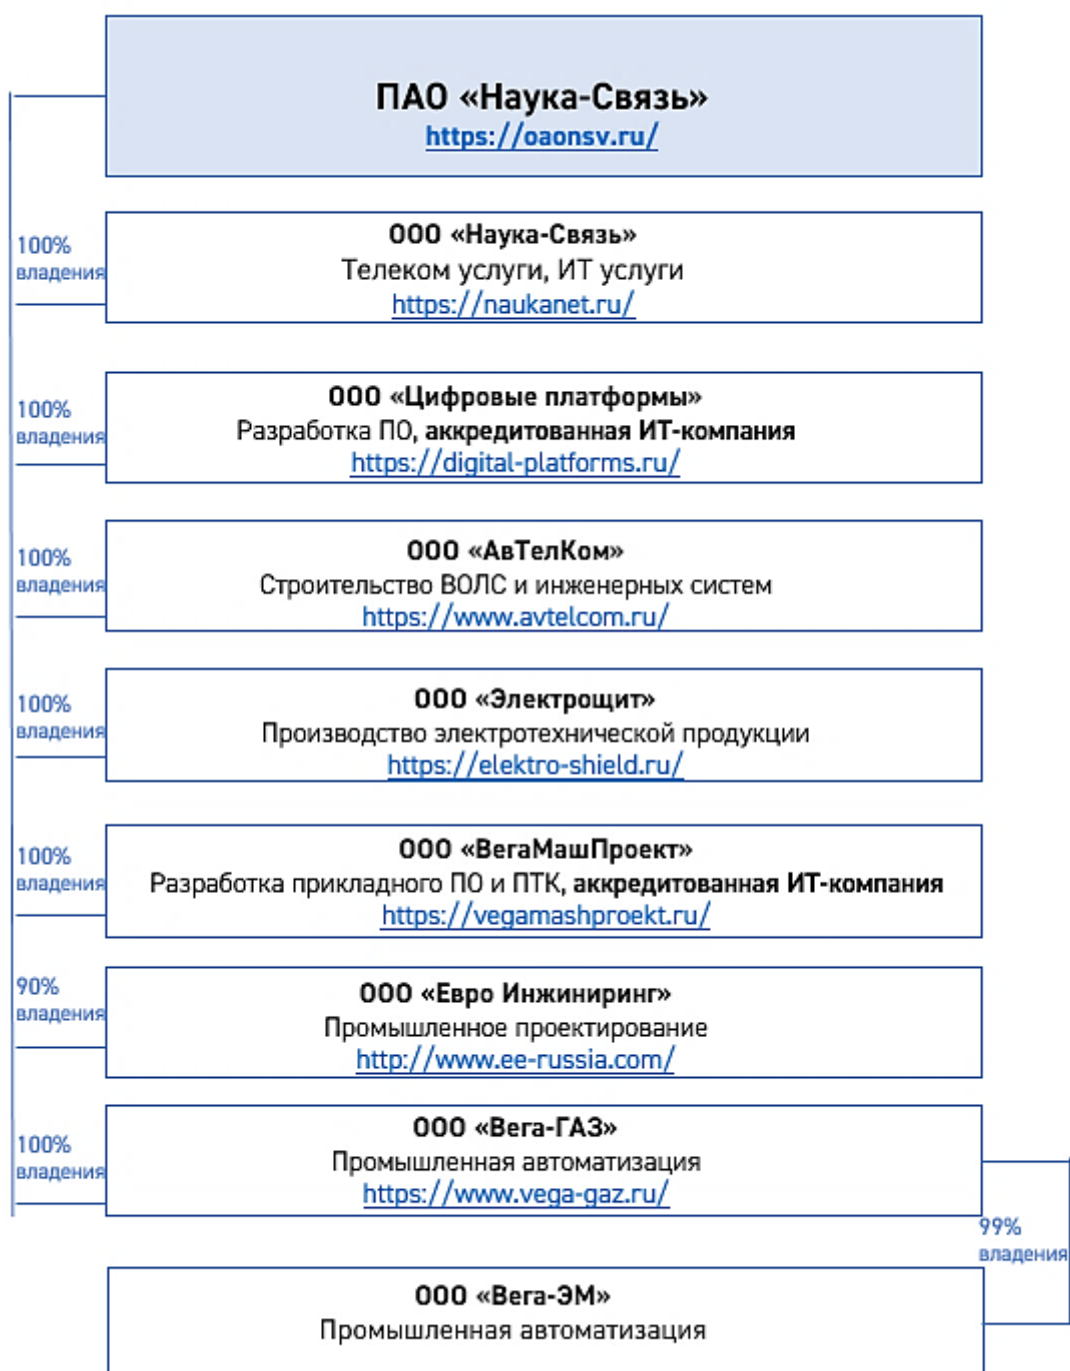 ПАО «Наука-Связь»
https://oaonsv.ru/
100%
владения
ООО «Наука-Связь»
Телеком услуги, ИТ услуги
https://naukanet.ru/
100%
владения
ООО «Цифровые платформы»
Разработка ПО, аккредитованная ИТ-компания
https://digital-platforms.ru/
100%
владения
ООО «АвТелКом»
Строительство ВОЛС и инженерных систем
https://www.avtelcom.ru/
100%
владения
ООО «Электрощит»
Производство электротехнической продукции
https://elektro-shield.ru/
100%
владения
ООО «ВегаМашПроект»
Разработка прикладного ПО и ПТК, аккредитованная ИТ-компания
https://vegamashproekt.ru/
90%
владения
ООО «Евро Инжиниринг»
Промышленное проектирование
http://www.ee-russia.com/
100%
владения
ООО «Вега-ГАЗ»
Промышленная автоматизация
https://www.vega-gaz.ru/
99%
владения
ООО «Вега-ЭМ»
Промышленная автоматизация